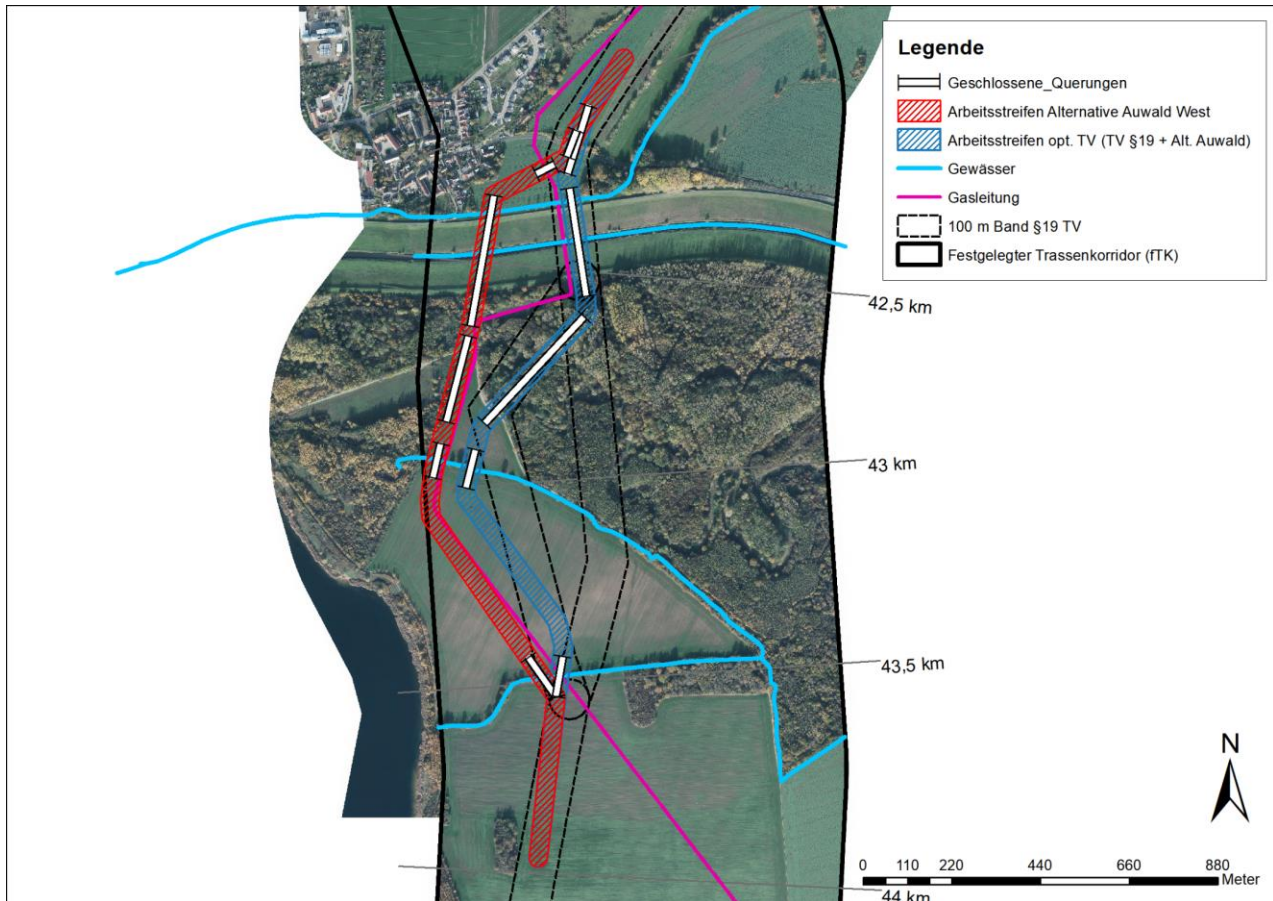 Legende
Geschlossene_Querungen
Arbeitsstreifen Alternative Auwald West
Arbeitsstreifen opt. TV (TV §19 + Alt. Auwald)
Gewässer
Gasleitung
100 m Band §19 TV
Festgelegter Trassenkorridor (fTK)
42,5 km
43 km
43,5 km
44 km
N
0 110 220 440 660 880
Meter